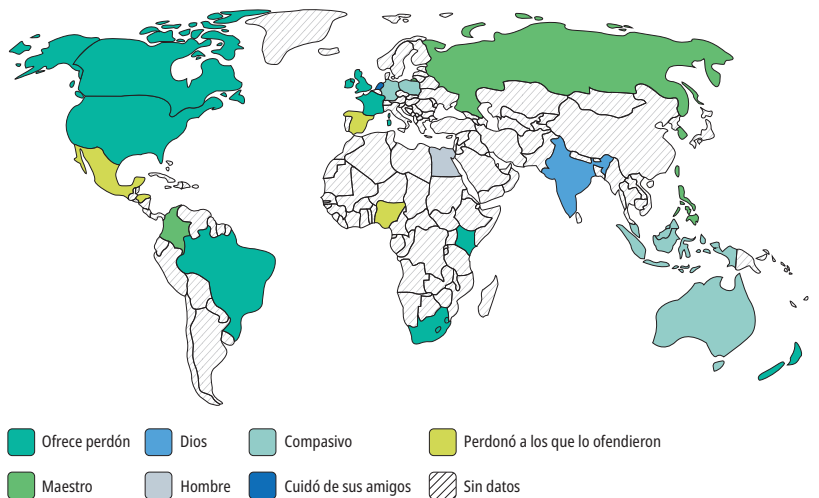 Ofrece perdón
Dios
Compasivo
Perdonó a los que lo ofendieron
Maestro
Hombre
Cuidó de sus amigos
Sin datos